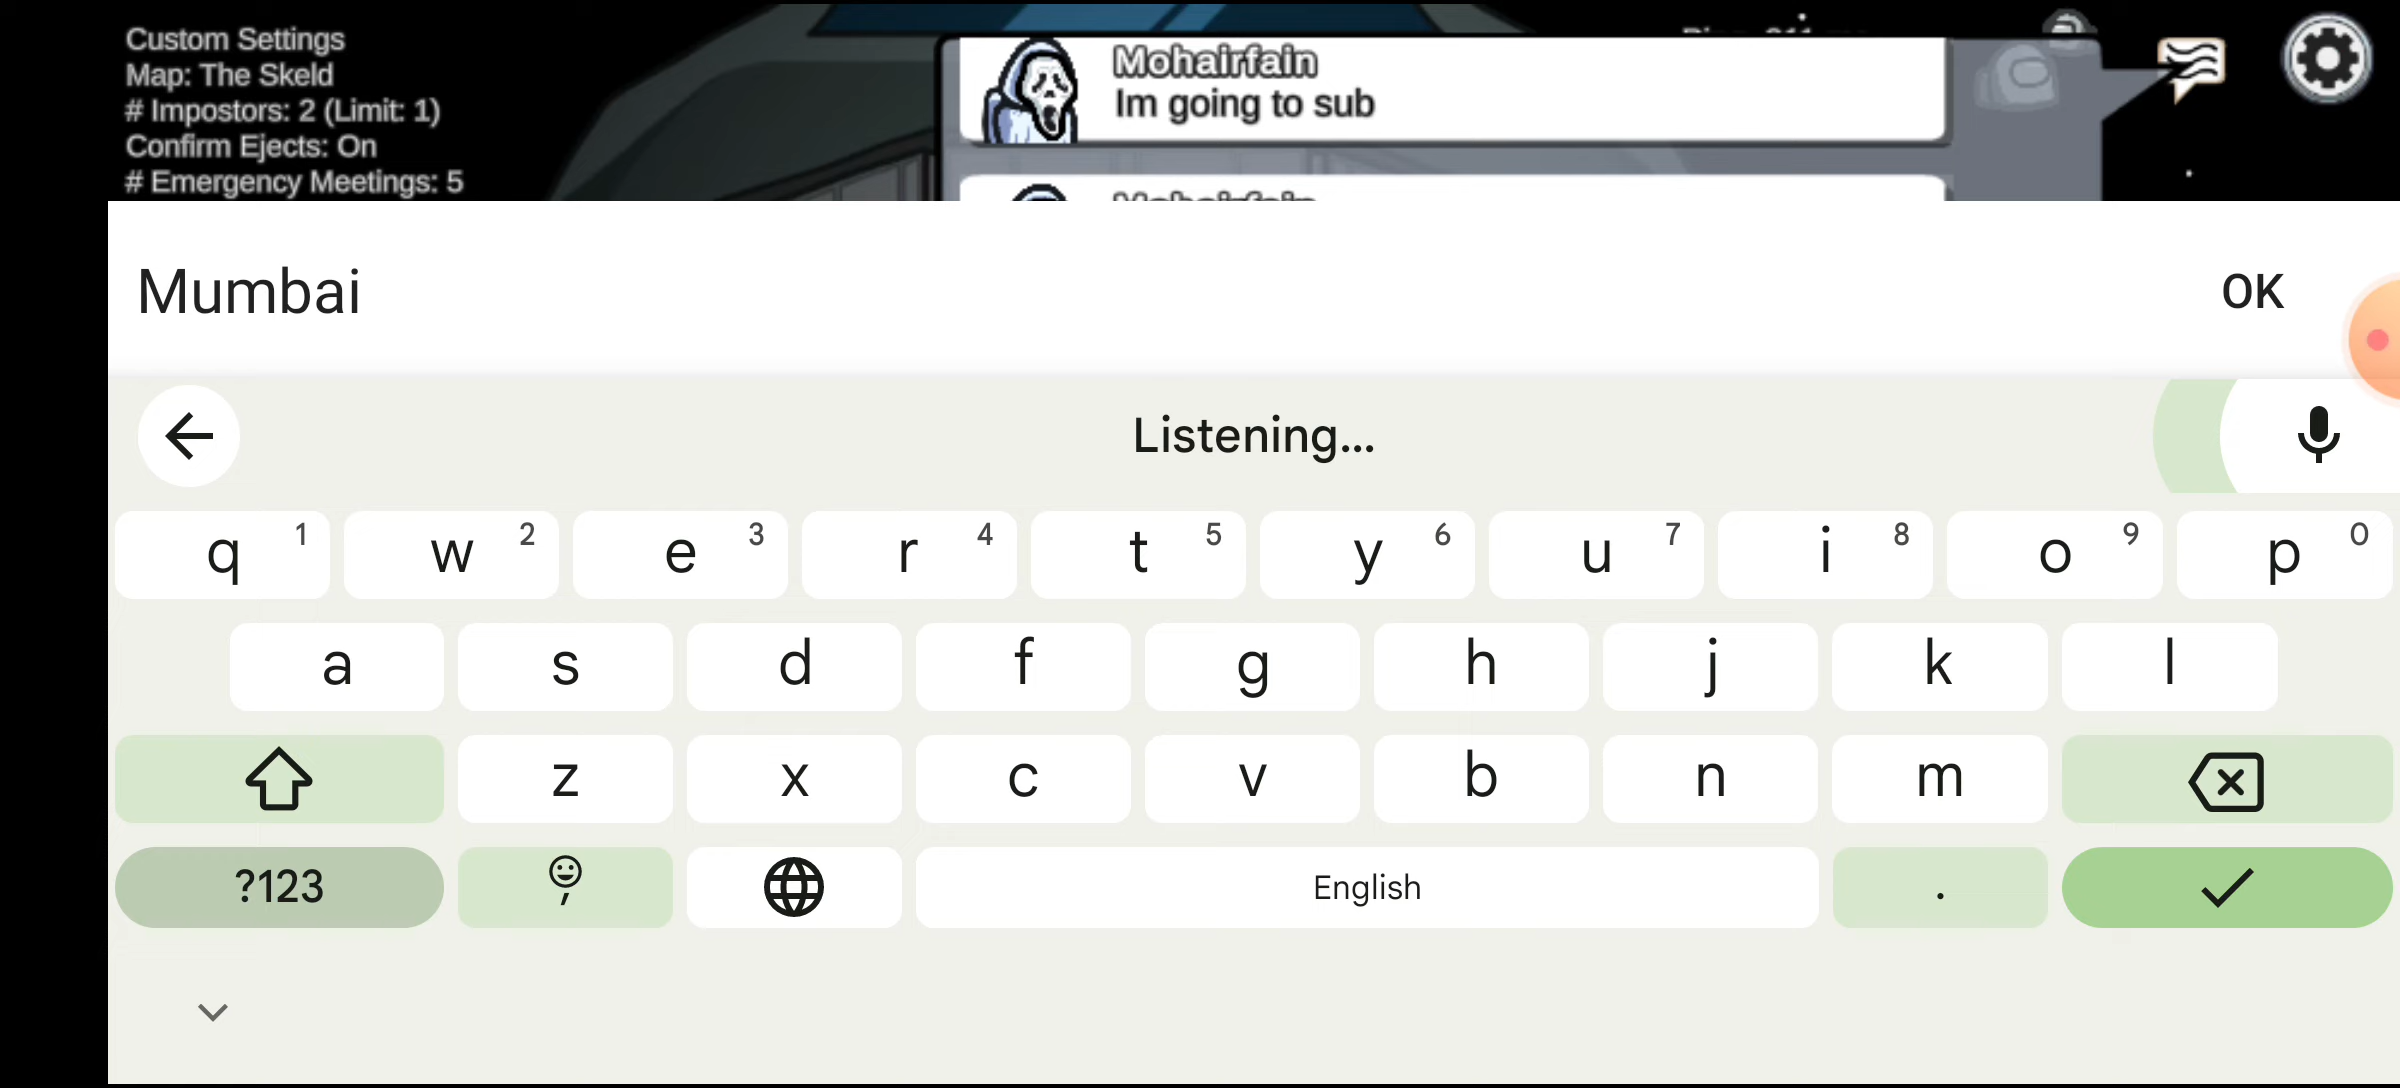 Custom Settings
Map: The Skeld
# Impostors: 2 (Limit: 1)
Confirm Ejects: On
# Emergency Meetings: 5
Mohairfain
Im going to sub
Mumbai
OK
Listening...
q 1 w 2 e 3 r 4 t 5 y 6 u 7 i 8 o 9 p 0
a s d f g h j k l
z x c v b n m
?123 , English .